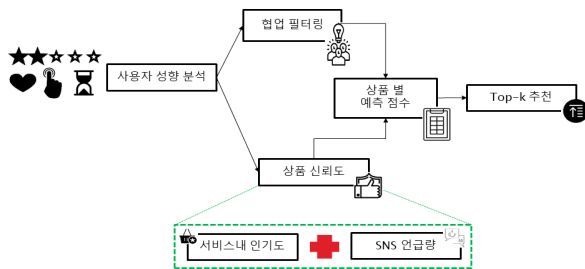 협업 필터링
사용자 성향 분석
상품 별
예측 점수
Top-k 추천
상품 신뢰도
서비스내 인기도
SNS 언급량